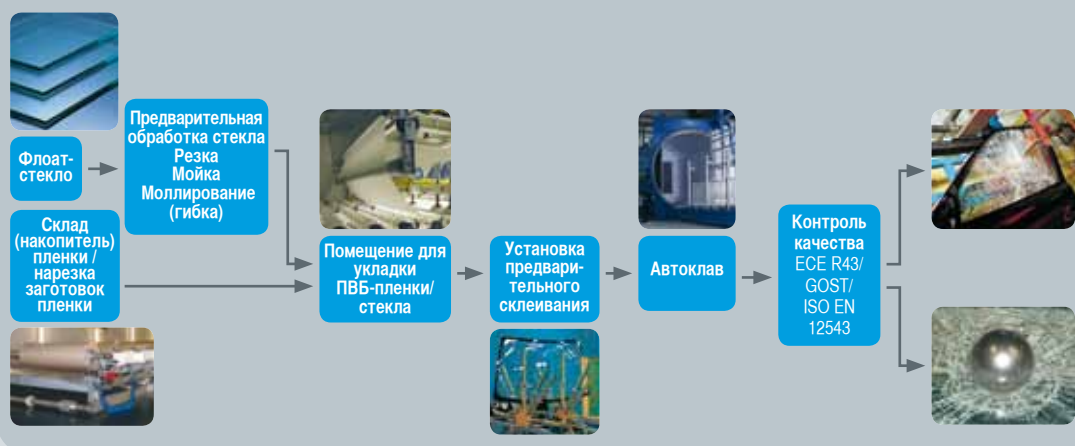 Флоат-
стекло
Предварительная
обработка стекла
Резка
Мойка
Моллирование
(гибка)
Склад
(накопитель)
пленки /
нарезка
заготовок
пленки
Помещение для
укладки
ПВБ-пленки/
стекла
Установка
предвари-
тельного
склеивания
Автоклав
Контроль
качества
ECE R43/
GOST/
ISO EN
12543